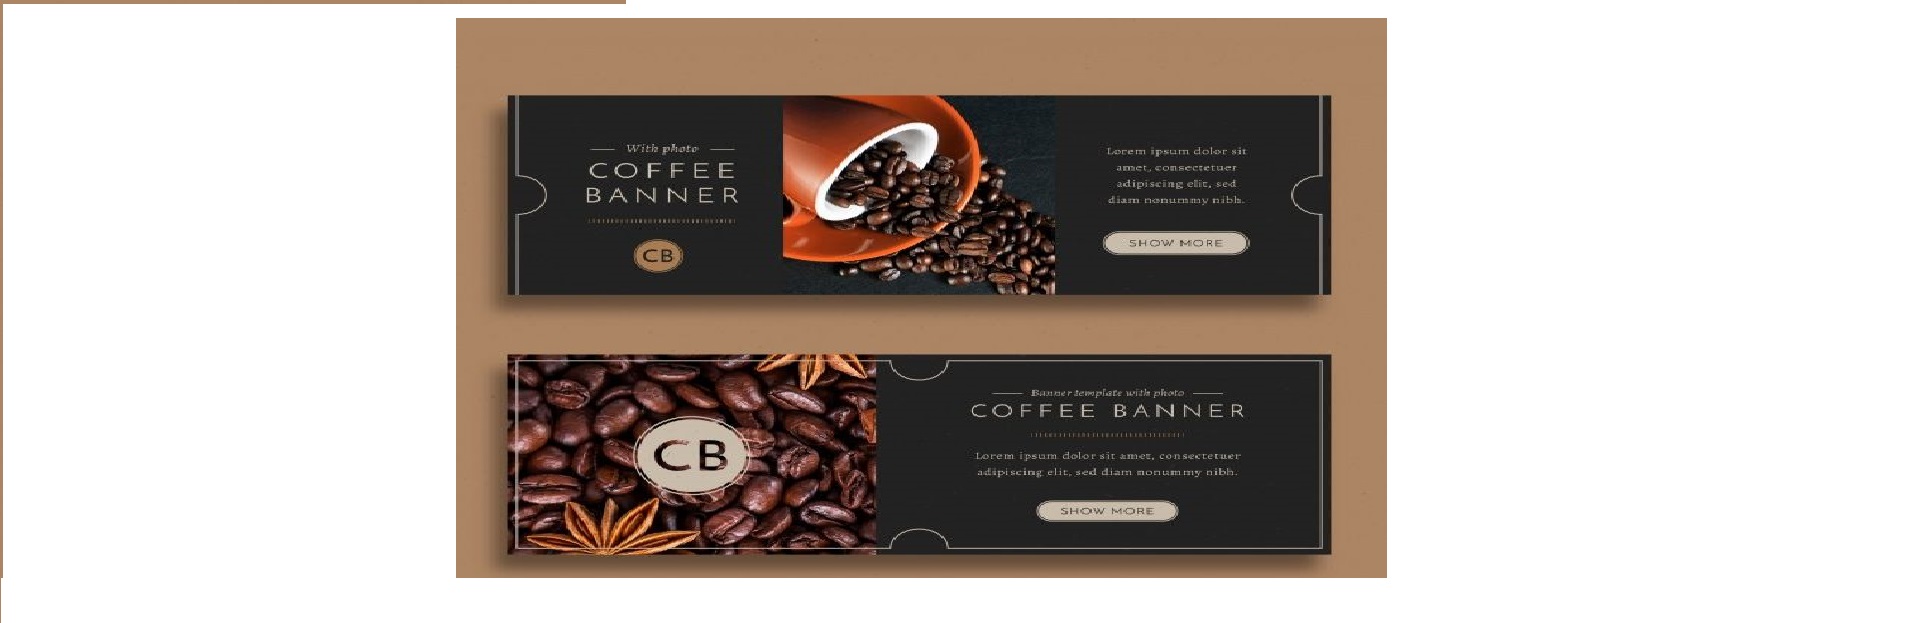 With photo
COFFEE
BANNER
CB
Lorem ipsum dolor sit
amet, consectetuer
adipiscing elit, sed
diam nonummy nibh.
SHOW MORE
CB
Banner template with photo
COFFEE BANNER
Lorem ipsum dolor sit amet, consectetuer
adipiscing elit, sed diam nonummy nibh.
SHOW MORE